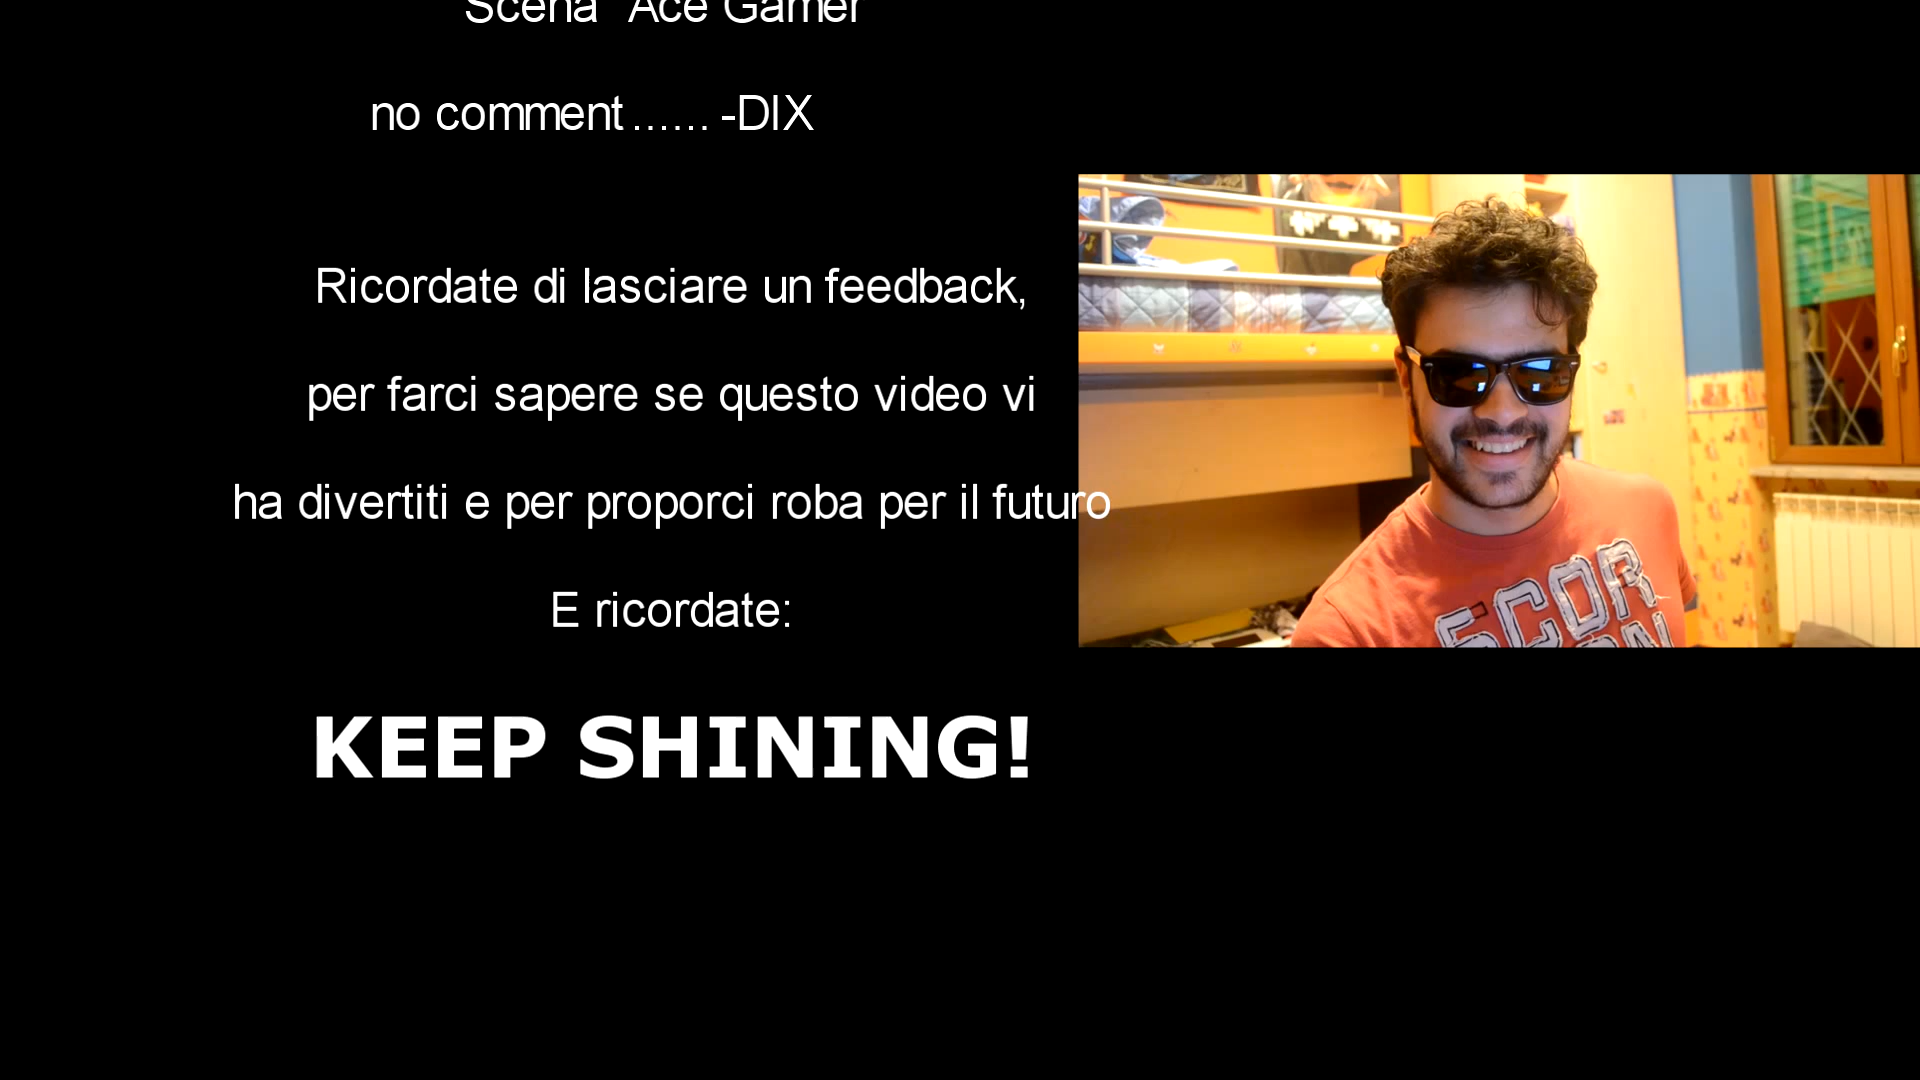 Scena "Ace Gamer
no comment...... -DIX
Ricordate di lasciare un feedback,
per farci sapere se questo video vi
ha divertiti e per proporci roba per il futuro
E ricordate:
KEEP SHINING!
SCOR